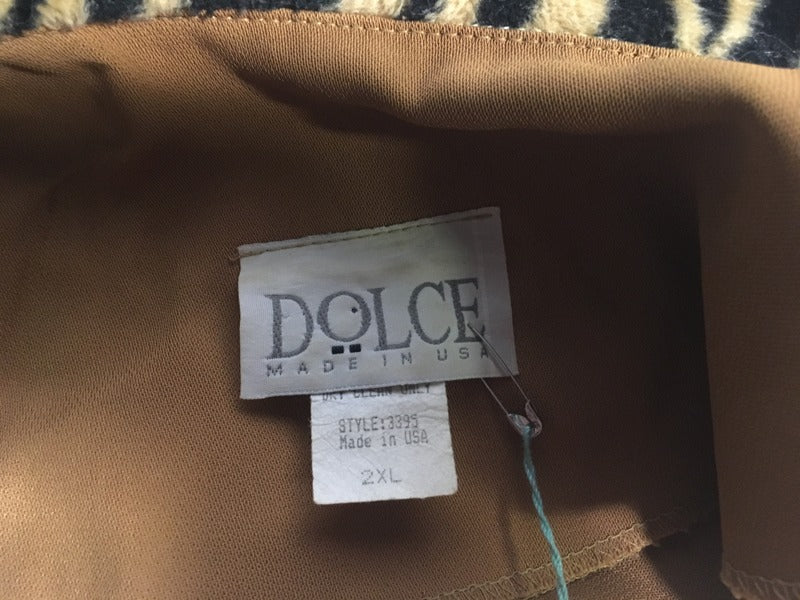 DOLCE
MADE IN USA
DRY CLEAN ONLY
STYLE:3395
Made in USA
2XL